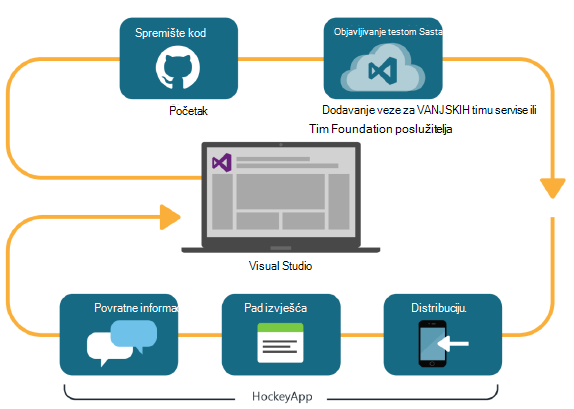 Spremište kod
Objavljivanje testom Sasta
Početak
Dodavanje veze za VANJSKIH timu servise ili
Tim Foundation poslužitelja
Visual Studio
Povratne informac
Pad izvješća
Distribuciju.
HockeyApp